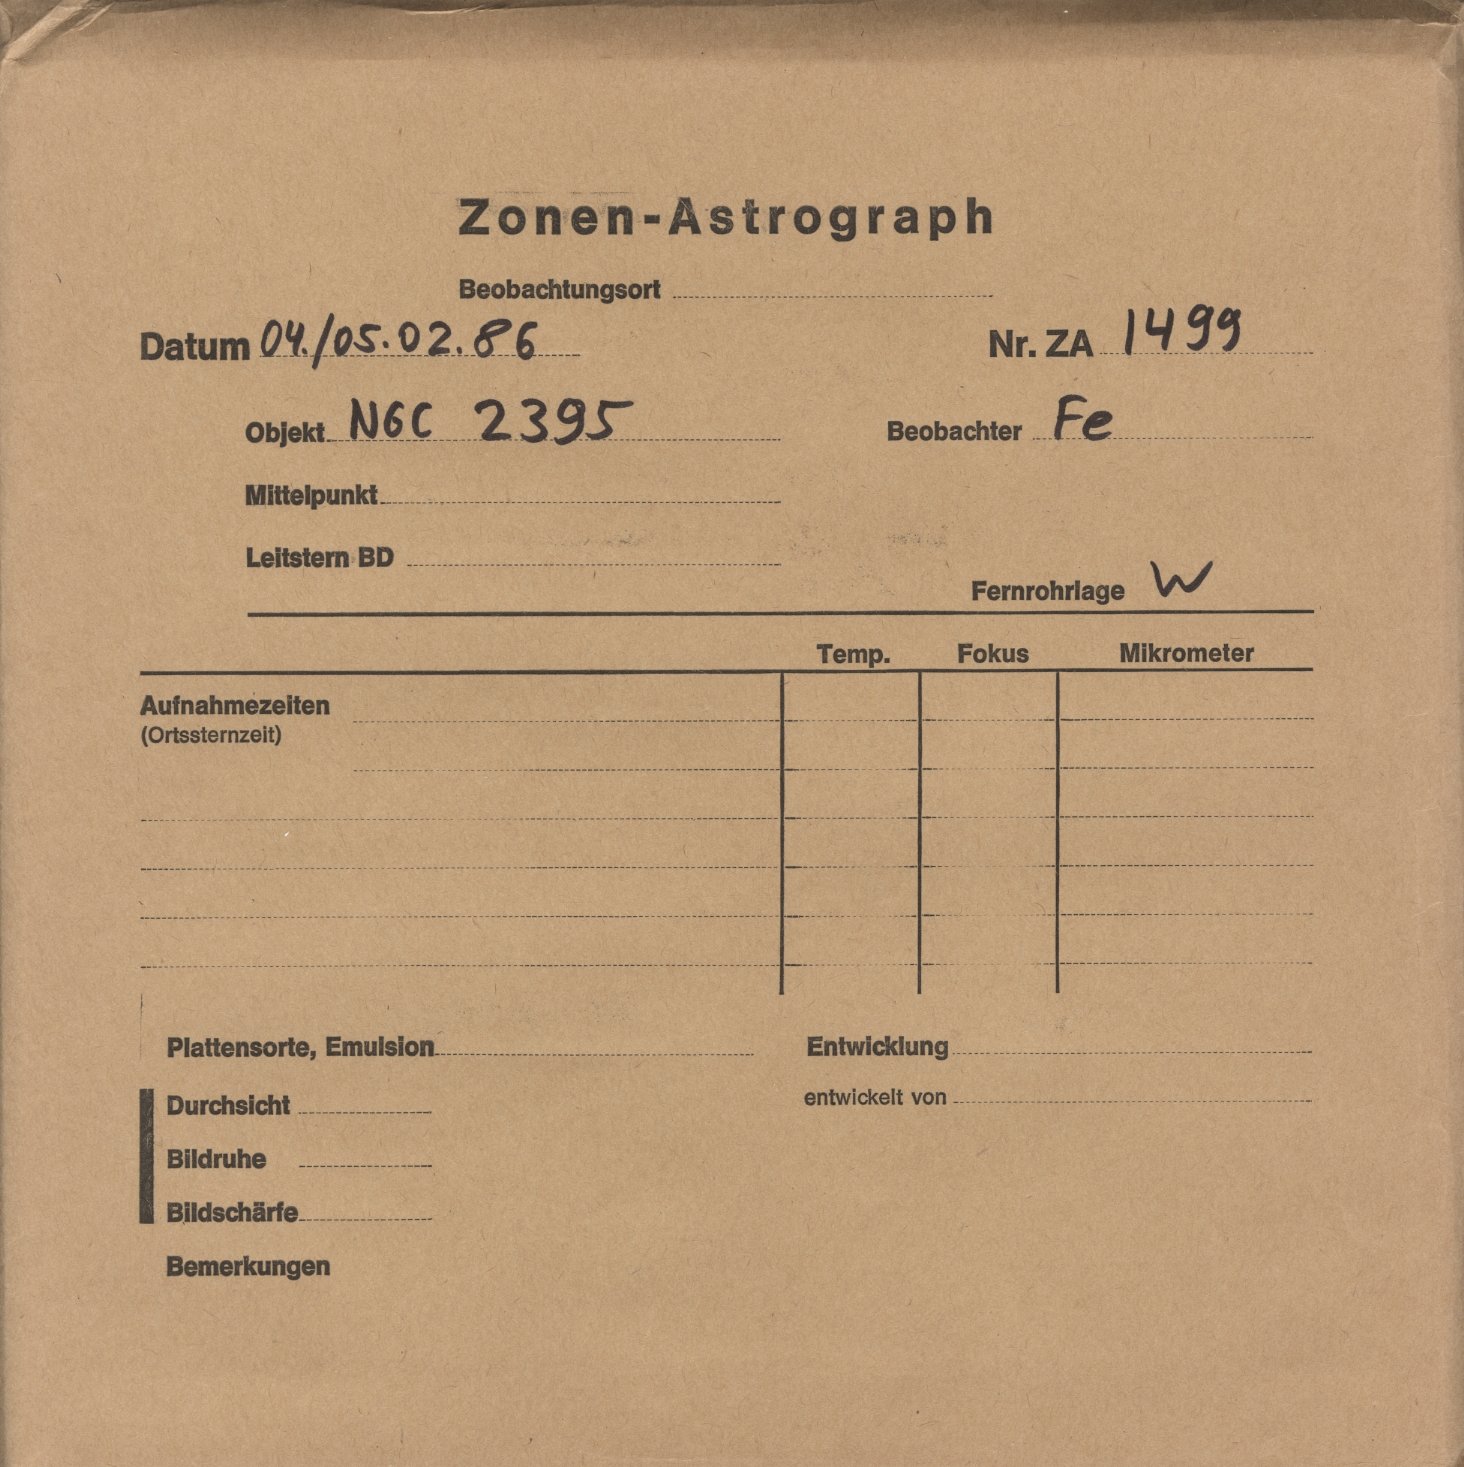 Zonen-Astrograph
Beobachtungsort
Datum 04./05.02.86
Nr. ZA 1499
Objekt NGC 2395
Beobachter Fe
Mittelpunkt
Leitstern BD
Fernrohrlage W
Temp. Fokus Mikrometer
Aufnahmezeiten
(Ortssternzeit)
Plattensorte, Emulsion
Entwicklung
Durchsicht
entwickelt von
Bildruhe
Bildschärfe
Bemerkungen